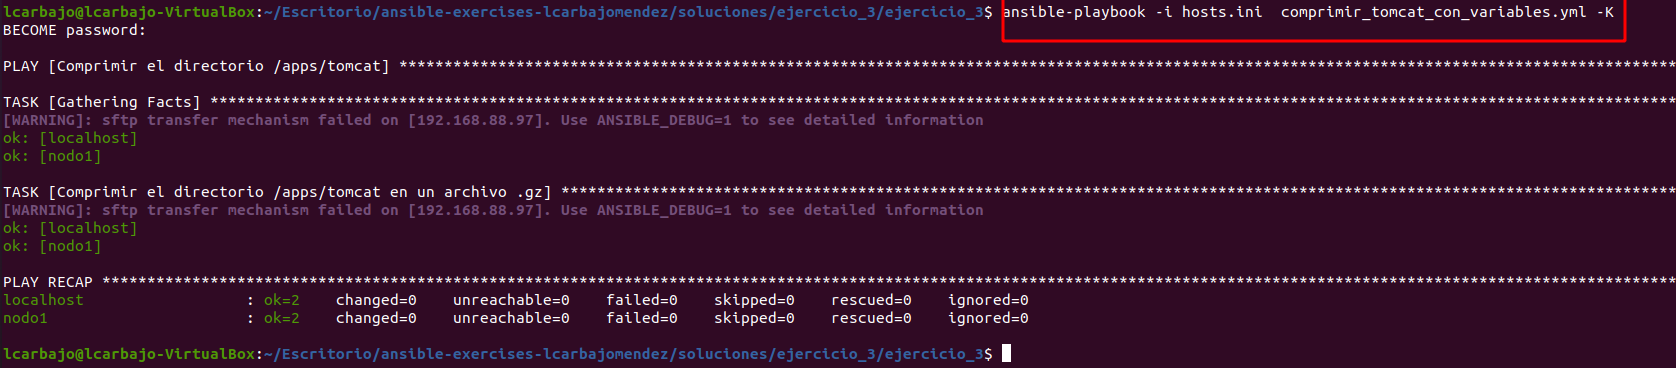 lcarbajo@lcarbajo-VirtualBox:~/Escritorio/ansible-exercises-lcarbajomendez/soluciones/ejercicio_3/ejercicio_3$ ansible-playbook -i hosts.ini  comprimir_tomcat_con_variables.yml -K
BECOME password:
PLAY [Comprimir el directorio /apps/tomcat] **********************************************************************************************************************************************
TASK [Gathering Facts] *******************************************************************************************************************************************************************
[WARNING]: sftp transfer mechanism failed on [192.168.88.97]. Use ANSIBLE_DEBUG=1 to see detailed information
ok: [localhost]
ok: [nodo1]
TASK [Comprimir el directorio /apps/tomcat en un archivo .gz] ****************************************************************************************************************************
[WARNING]: sftp transfer mechanism failed on [192.168.88.97]. Use ANSIBLE_DEBUG=1 to see detailed information
ok: [localhost]
ok: [nodo1]
PLAY RECAP *******************************************************************************************************************************************************************************
localhost                  : ok=2    changed=0    unreachable=0    failed=0    skipped=0    rescued=0    ignored=0
nodo1                      : ok=2    changed=0    unreachable=0    failed=0    skipped=0    rescued=0    ignored=0
lcarbajo@lcarbajo-VirtualBox:~/Escritorio/ansible-exercises-lcarbajomendez/soluciones/ejercicio_3/ejercicio_3$